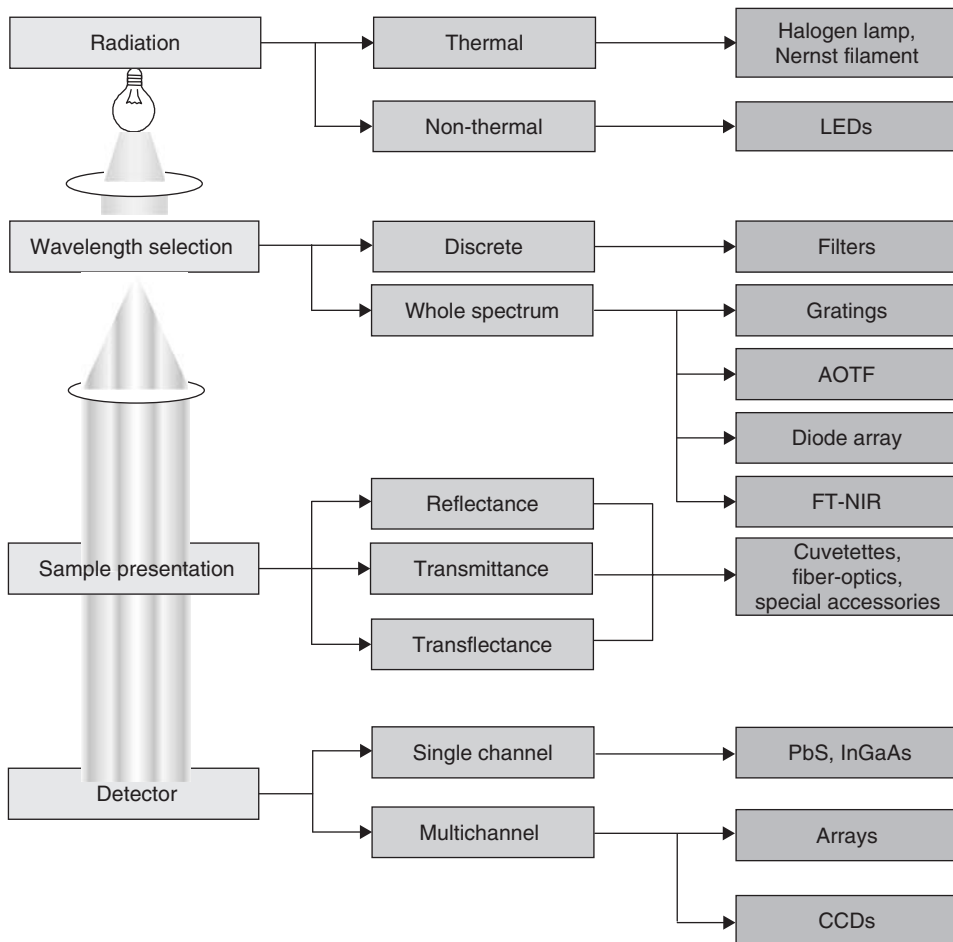 Radiation
Thermal
Halogen lamp,
Nernst filament
Non-thermal
LEDs
Wavelength selection
Discrete
Filters
Whole spectrum
Gratings
AOTF
Diode array
Reflectance
FT-NIR
Sample presentation
Transmittance
Cuvetettes,
fiber-optics,
special accessories
Transflectance
Single channel
PbS, InGaAs
Detector
Multichannel
Arrays
CCDs